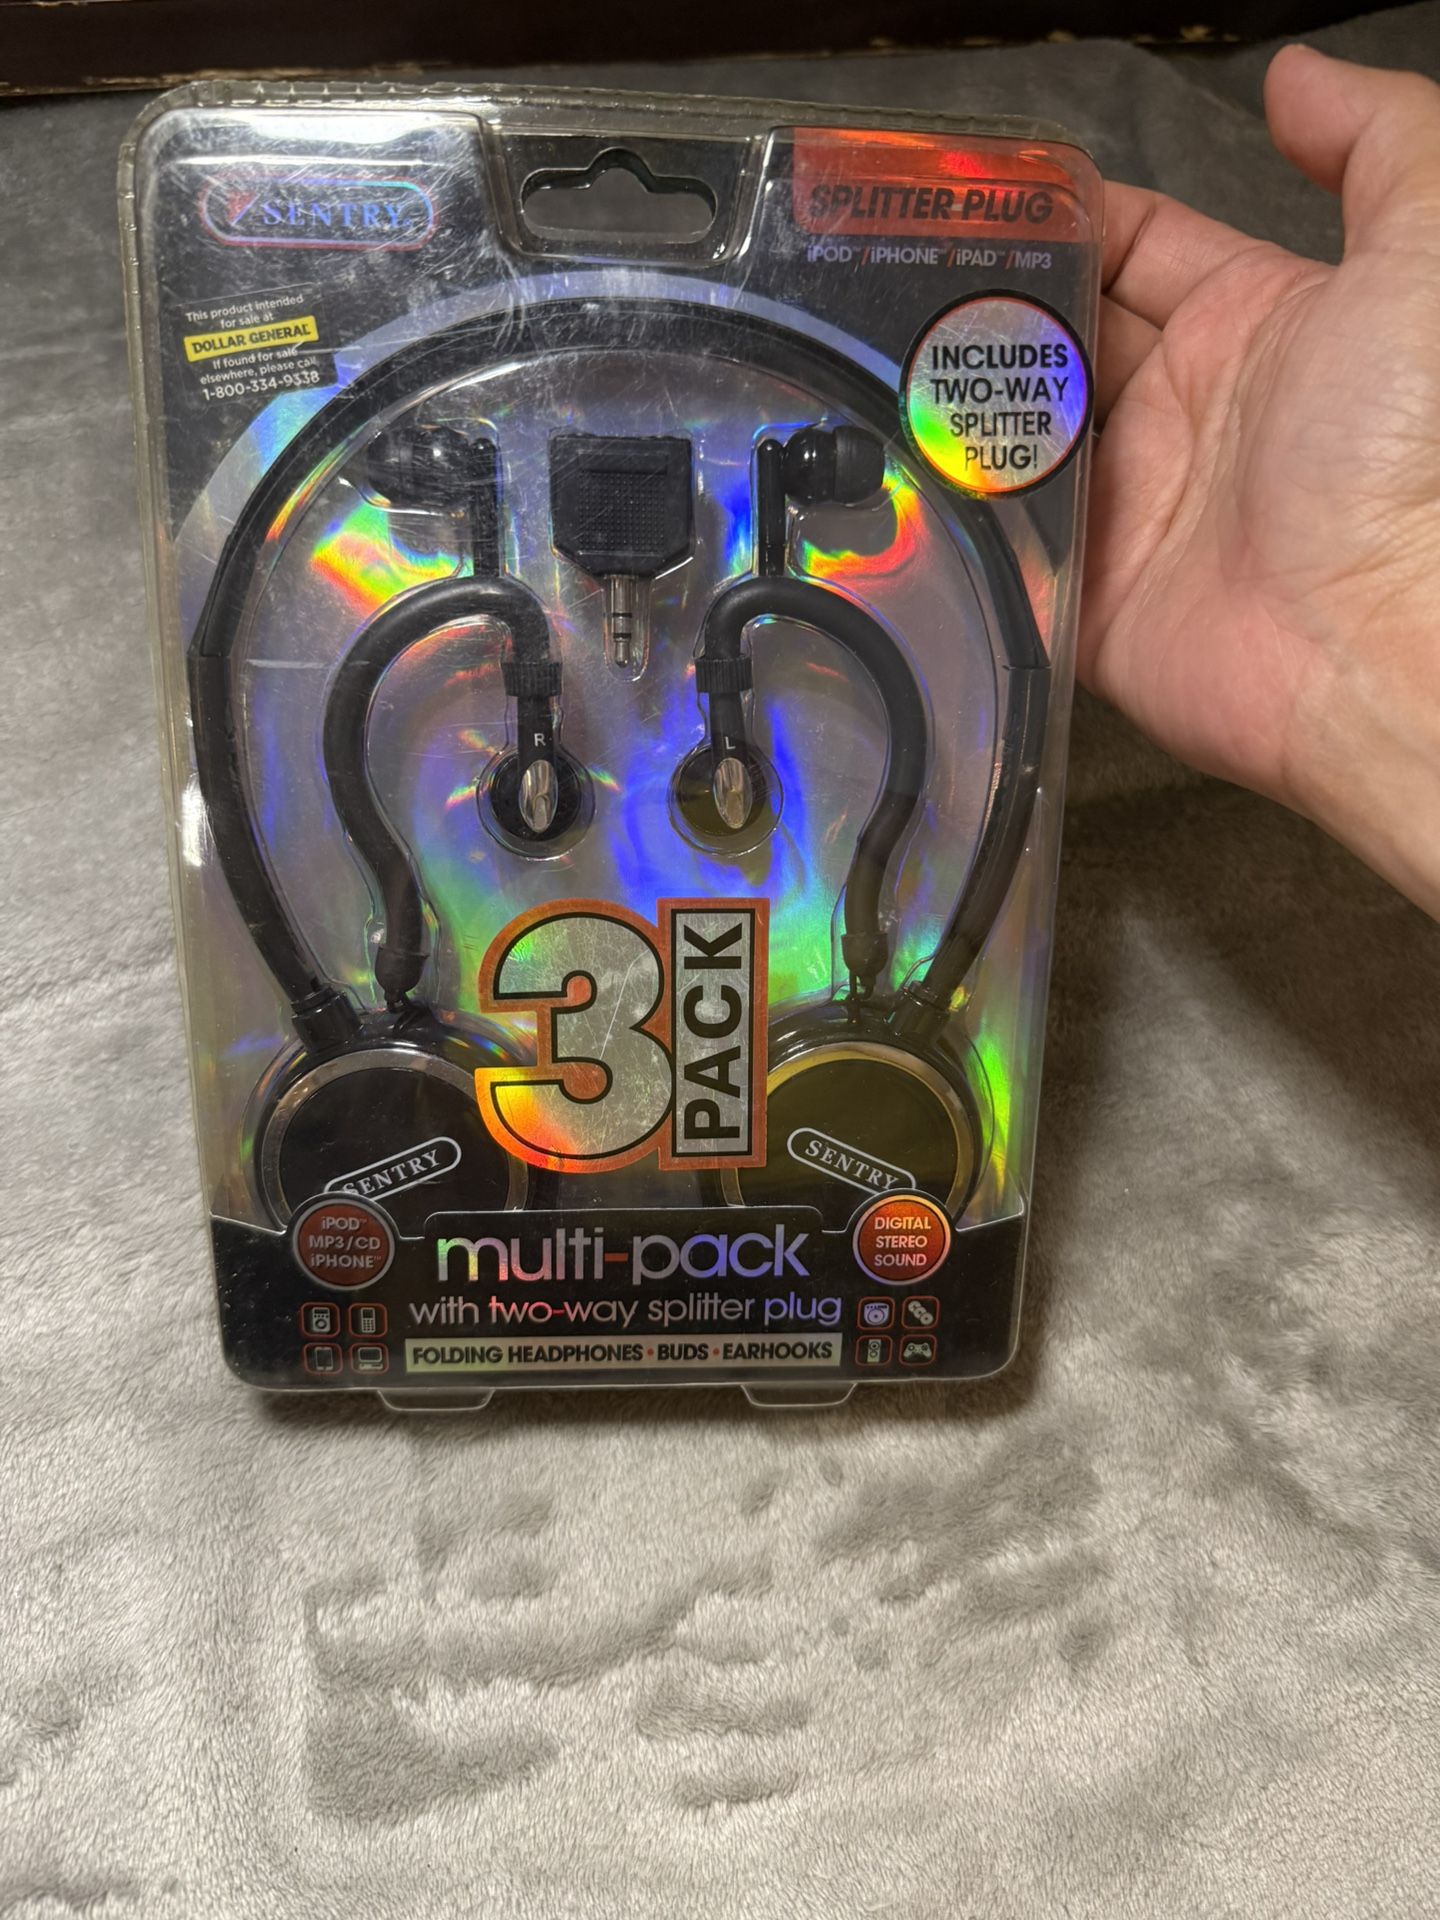 SENTRY
SPLITTER PLUG
iPOD™/iPHONE™/iPAD™/MP3
This product intended
for sale at
DOLLAR GENERAL
If found for sale
elsewhere, please call
1-800-334-9338
INCLUDES
TWO-WAY
SPLITTER
PLUG!
R
L
3 PACK
SENTRY
SENTRY
iPOD™
MP3/CD
iPHONE™
DIGITAL
STEREO
SOUND
multi-pack
with two-way splitter plug
FOLDING HEADPHONES • BUDS • EARHOOKS